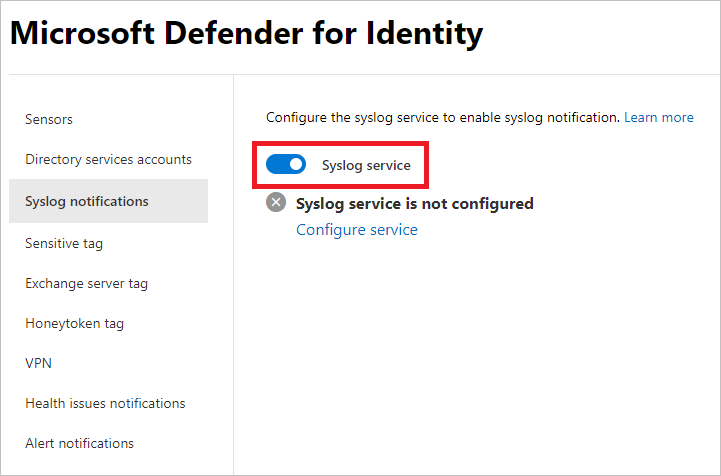 Microsoft Defender for Identity
Sensors
Directory services accounts
Syslog notifications
Sensitive tag
Exchange server tag
Honeytoken tag
VPN
Health issues notifications
Alert notifications
Configure the syslog service to enable syslog notification. Learn more
Syslog service
Syslog service is not configured
Configure service